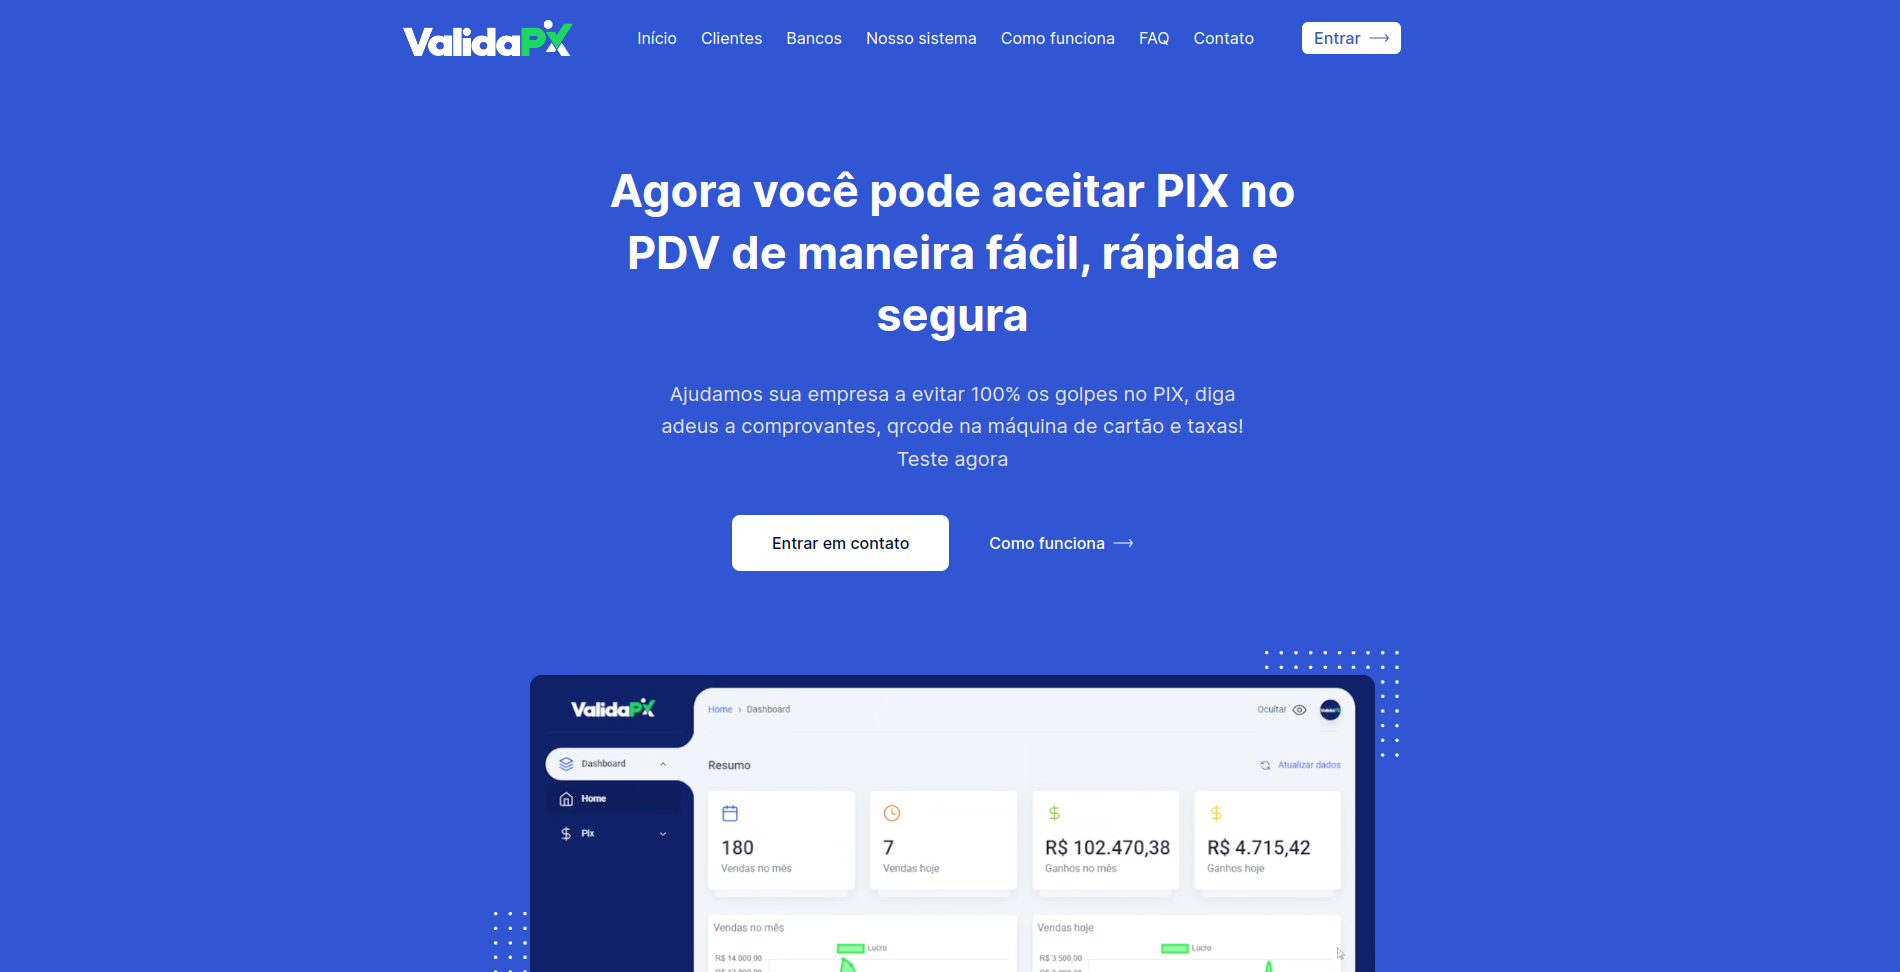 ValidaPix
Início Clientes Bancos Nosso sistema Como funciona FAQ Contato Entrar
Agora você pode aceitar PIX no
PDV de maneira fácil, rápida e
segura
Ajudamos sua empresa a evitar 100% os golpes no PIX, diga
adeus a comprovantes, qrcode na máquina de cartão e taxas!
Teste agora
Entrar em contato Como funciona
ValidaPix
Home > Dashboard Ocultar
Dashboard
Resumo Atualizar dados
Home
Pix
180 7 R$ 102.470,38 R$ 4.715,42
Vendas no mês Vendas hoje Ganhos no mês Ganhos hoje
Vendas no mês Vendas hoje
Lucro Lucro
R$ 14.000,00 R$ 3.500,00